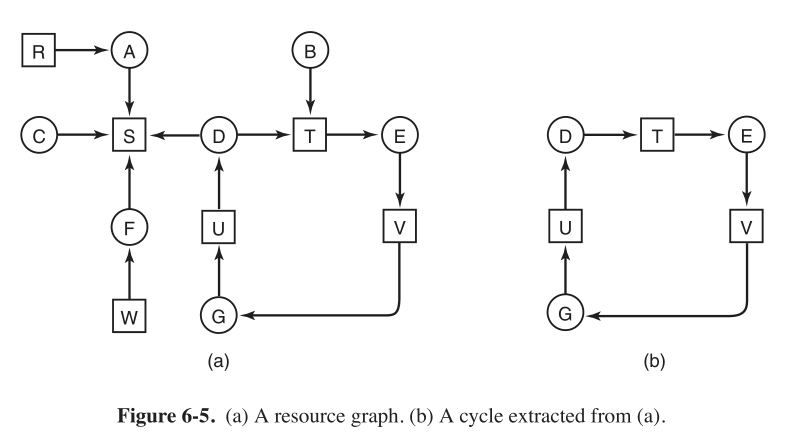 R A B
C S D T E
F U V
W G
(a)
D T E
U V
G
(b)
Figure 6-5. (a) A resource graph. (b) A cycle extracted from (a).